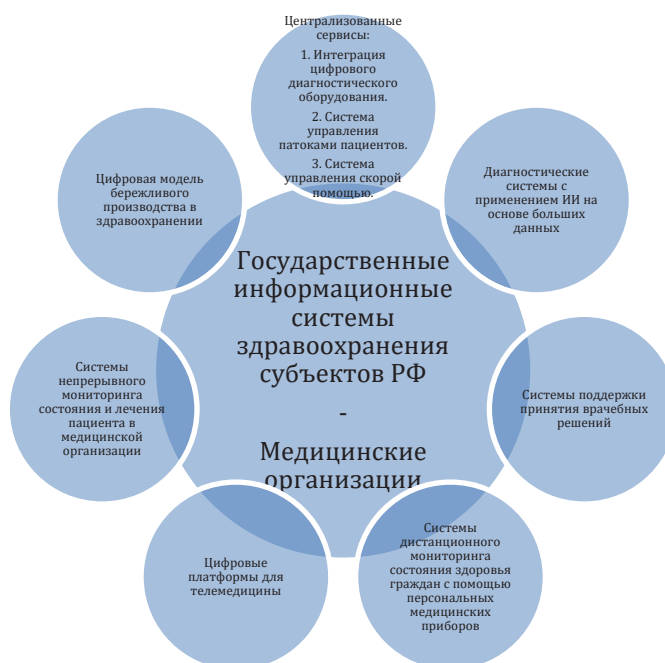 Централизованные
сервисы:
1. Интеграция
цифрового
диагностического
оборудования.
2. Система
управления
патоками пациентов.
3. Система
управления скорой
помощью.
Диагностические
системы с
применением ИИ на
основе больших
данных
Системы поддержки
принятия врачебных
решений
Системы
дистанционного
мониторинга
состояния здоровья
граждан с помощью
персональных
медицинских
приборов
Цифровые
платформы для
телемедицины
Системы
непрерывного
мониторинга
состояния и лечения
пациента в
медицинской
организации
Цифровая модель
бережливого
производства в
здравоохранении
Государственные
информационные
системы
здравоохранения
субъектов РФ
-
Медицинские
организации